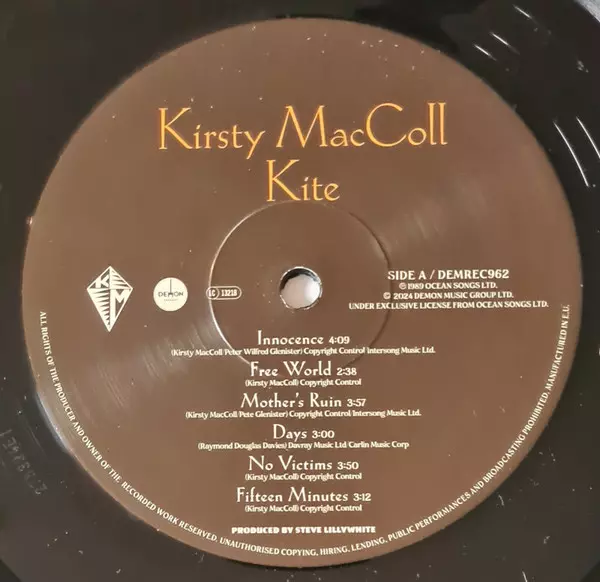 Kirsty MacColl
Kite
K M
DEMON
LC 13218
SIDE A / DEMREC962
℗ 1989 OCEAN SONGS LTD.
© 2024 DEMON MUSIC GROUP LTD.
UNDER EXCLUSIVE LICENSE FROM OCEAN SONGS LTD.
Innocence 4:09
(Kirsty MacColl/Peter Wilfred Glenister) Copyright Control/Intersong Music Ltd.
Free World 2:38
(Kirsty MacColl) Copyright Control
Mother's Ruin 3:57
(Kirsty MacColl/Pete Glenister) Copyright Control/Intersong Music Ltd.
Days 3:00
(Raymond Douglas Davies) Davray Music Ltd/Carlin Music Corp
No Victims 3:50
(Kirsty MacColl) Copyright Control
Fifteen Minutes 3:12
(Kirsty MacColl) Copyright Control
PRODUCED BY STEVE LILLYWHITE
ALL RIGHTS OF THE PRODUCER AND OWNER OF THE RECORDED WORK RESERVED. UNAUTHORISED COPYING, HIRING, LENDING, PUBLIC PERFORMANCES AND BROADCASTING PROHIBITED. MANUFACTURED IN E.U.